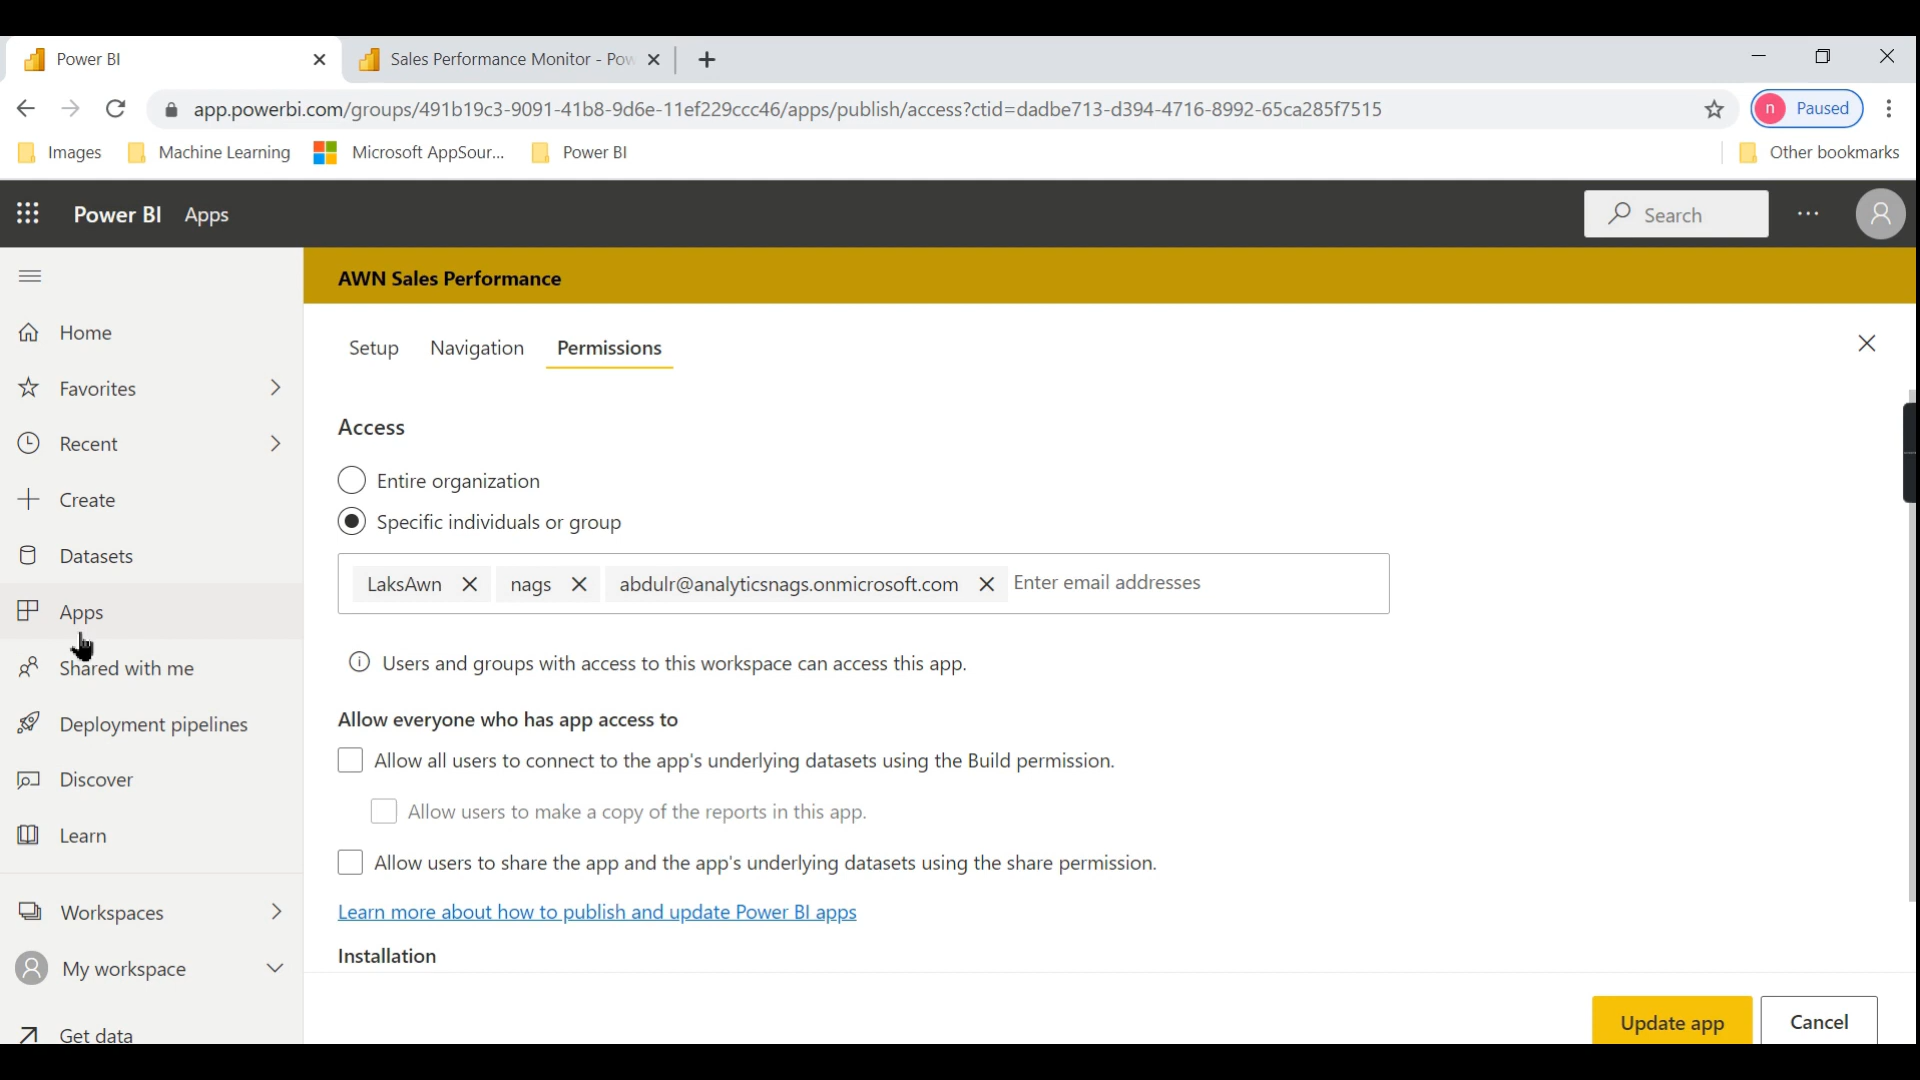 Power BI
Sales Performance Monitor - Pow
app.powerbi.com/groups/491b19c3-9091-41b8-9d6e-11ef229ccc46/apps/publish/access?ctid=dadbe713-d394-4716-8992-65ca285f7515
n Paused
Images
Machine Learning
Microsoft AppSour...
Power BI
Other bookmarks
Power BI Apps
Search
AWN Sales Performance
Home
Favorites
Recent
Create
Datasets
Apps
Shared with me
Deployment pipelines
Discover
Learn
Workspaces
My workspace
Get data
Setup Navigation Permissions
Access
Entire organization
Specific individuals or group
LaksAwn nags abdulr@analyticsnags.onmicrosoft.com Enter email addresses
Users and groups with access to this workspace can access this app.
Allow everyone who has app access to
Allow all users to connect to the app's underlying datasets using the Build permission.
Allow users to make a copy of the reports in this app.
Allow users to share the app and the app's underlying datasets using the share permission.
Learn more about how to publish and update Power BI apps
Installation
Update app
Cancel